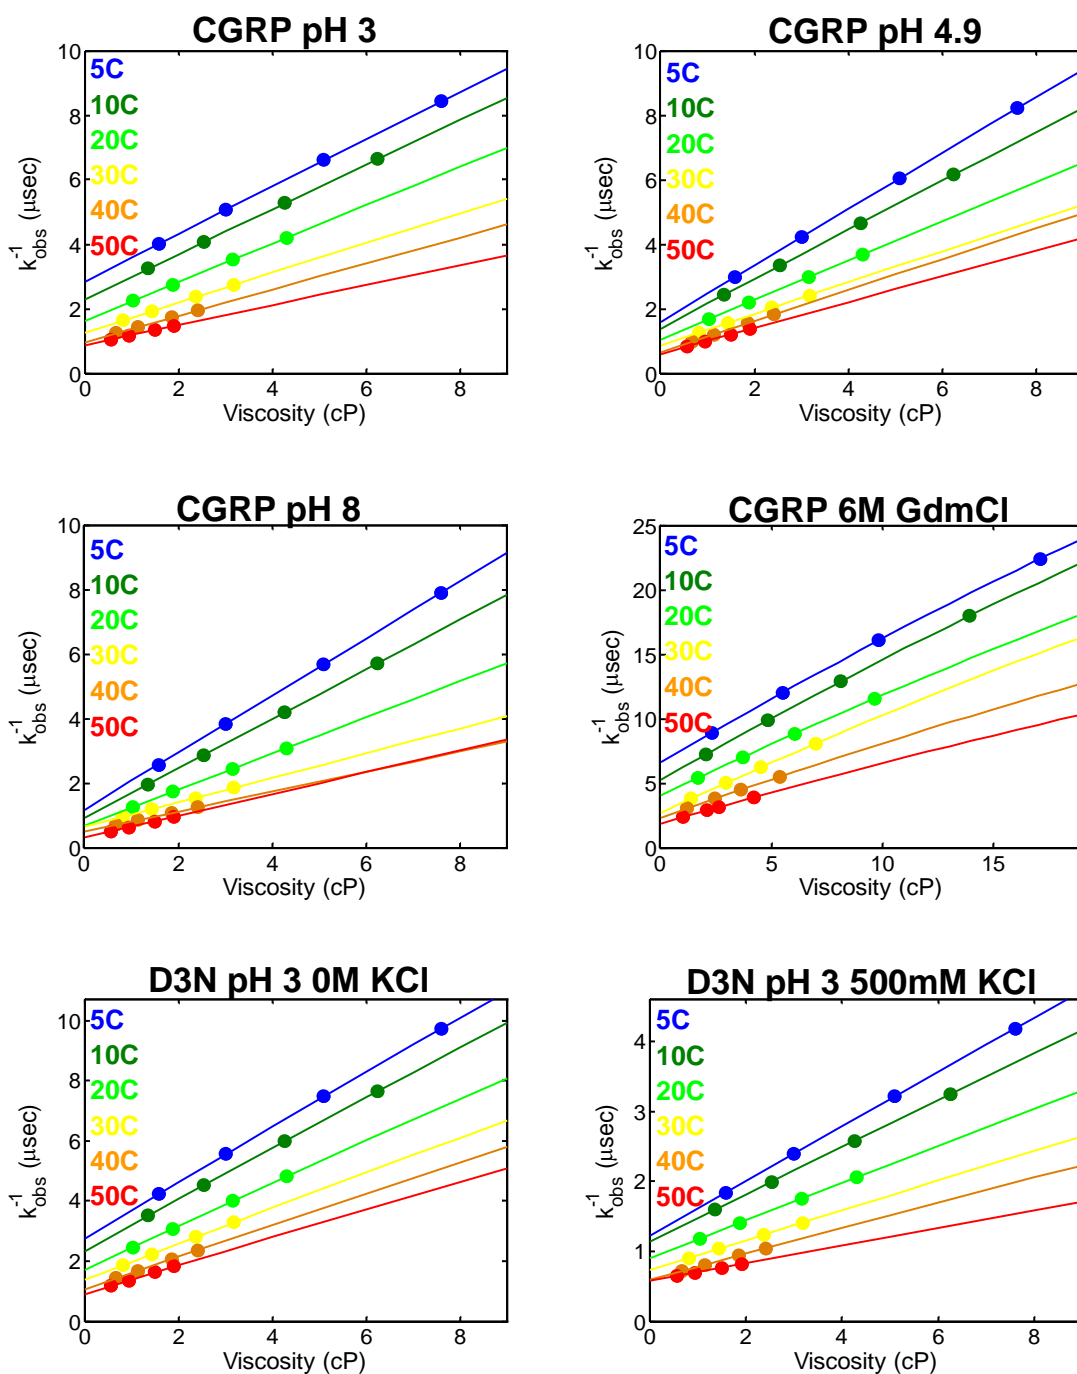 CGRP pH 3
10
8
6
4
2
0
k-1obs (μsec)
5C
10C
20C
30C
40C
50C
0 2 4 6 8
Viscosity (cP)
CGRP pH 4.9
10
8
6
4
2
0
k-1obs (μsec)
5C
10C
20C
30C
40C
50C
0 2 4 6 8
Viscosity (cP)
CGRP pH 8
10
8
6
4
2
0
k-1obs (μsec)
5C
10C
20C
30C
40C
50C
0 2 4 6 8
Viscosity (cP)
CGRP 6M GdmCl
25
20
15
10
5
0
k-1obs (μsec)
5C
10C
20C
30C
40C
50C
0 5 10 15
Viscosity (cP)
D3N pH 3 0M KCl
10
8
6
4
2
0
k-1obs (μsec)
5C
10C
20C
30C
40C
50C
0 2 4 6 8
Viscosity (cP)
D3N pH 3 500mM KCl
4
3
2
1
0
k-1obs (μsec)
5C
10C
20C
30C
40C
50C
0 2 4 6 8
Viscosity (cP)